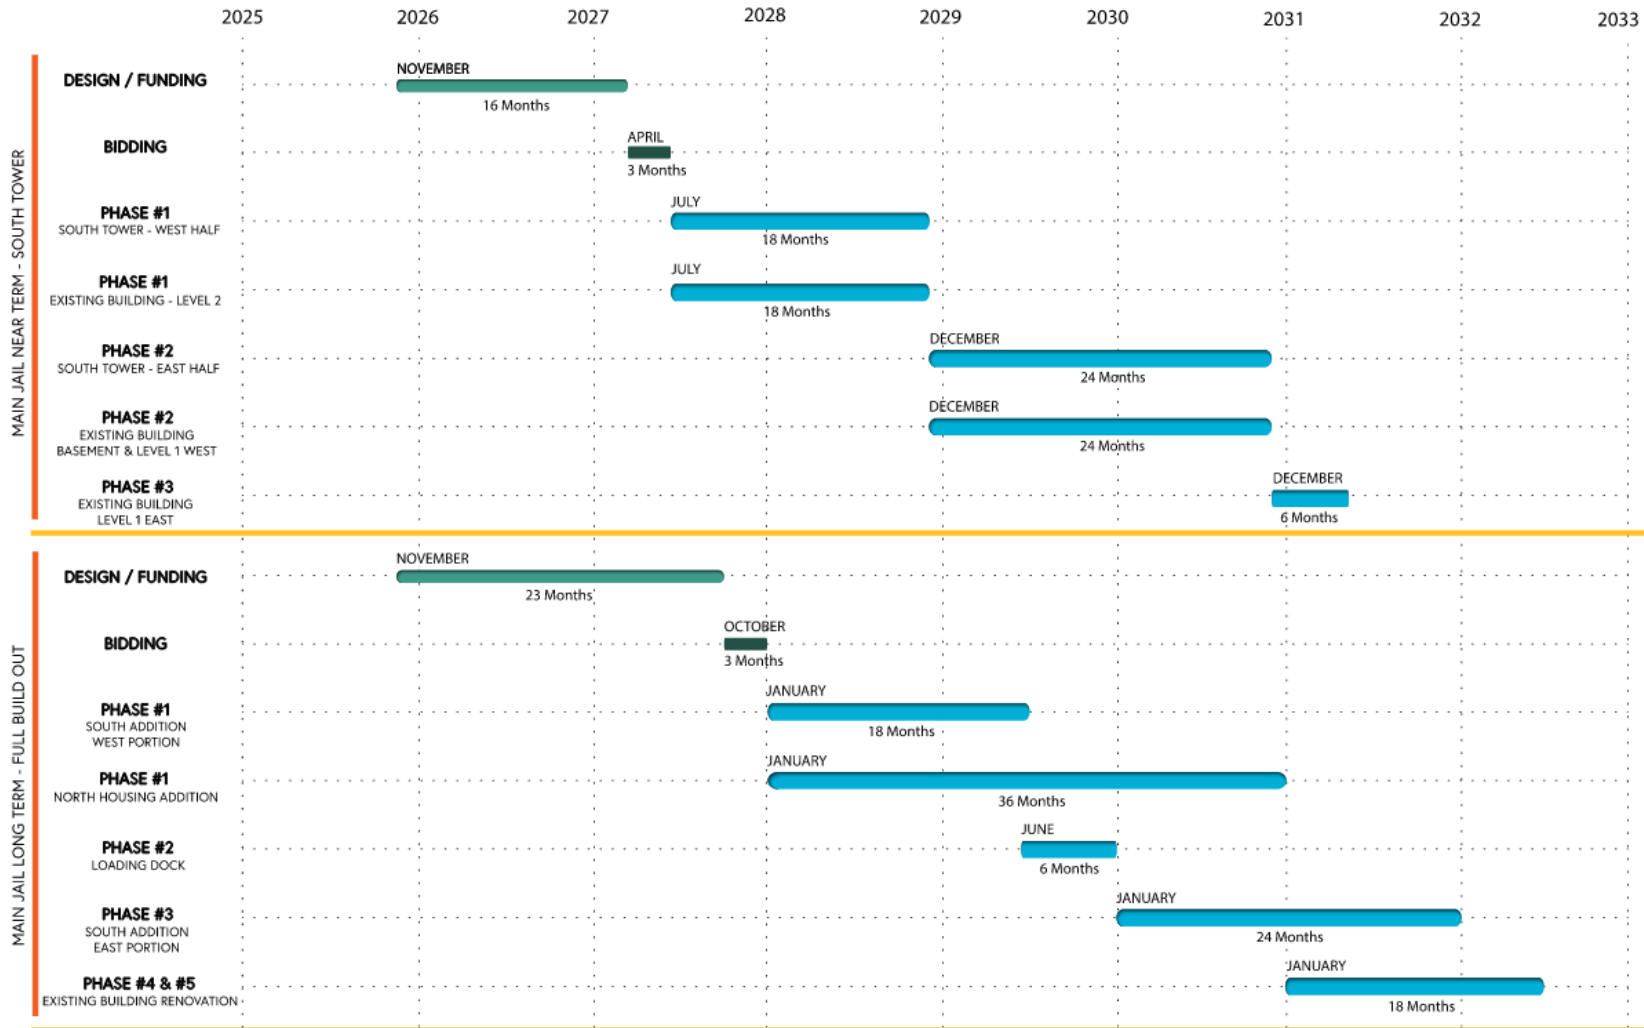 2025 2026 2027 2028 2029 2030 2031 2032 2033
MAIN JAIL NEAR TERM - SOUTH TOWER
DESIGN / FUNDING
NOVEMBER
16 Months
BIDDING
APRIL
3 Months
PHASE #1
SOUTH TOWER - WEST HALF
JULY
18 Months
PHASE #1
EXISTING BUILDING - LEVEL 2
JULY
18 Months
PHASE #2
SOUTH TOWER - EAST HALF
DECEMBER
24 Months
PHASE #2
EXISTING BUILDING
BASEMENT & LEVEL 1 WEST
DECEMBER
24 Months
PHASE #3
EXISTING BUILDING
LEVEL 1 EAST
DECEMBER
6 Months
MAIN JAIL LONG TERM - FULL BUILD OUT
DESIGN / FUNDING
NOVEMBER
23 Months
BIDDING
OCTOBER
3 Months
PHASE #1
SOUTH ADDITION
WEST PORTION
JANUARY
18 Months
PHASE #1
NORTH HOUSING ADDITION
JANUARY
36 Months
PHASE #2
LOADING DOCK
JUNE
6 Months
PHASE #3
SOUTH ADDITION
EAST PORTION
JANUARY
24 Months
PHASE #4 & #5
EXISTING BUILDING RENOVATION
JANUARY
18 Months